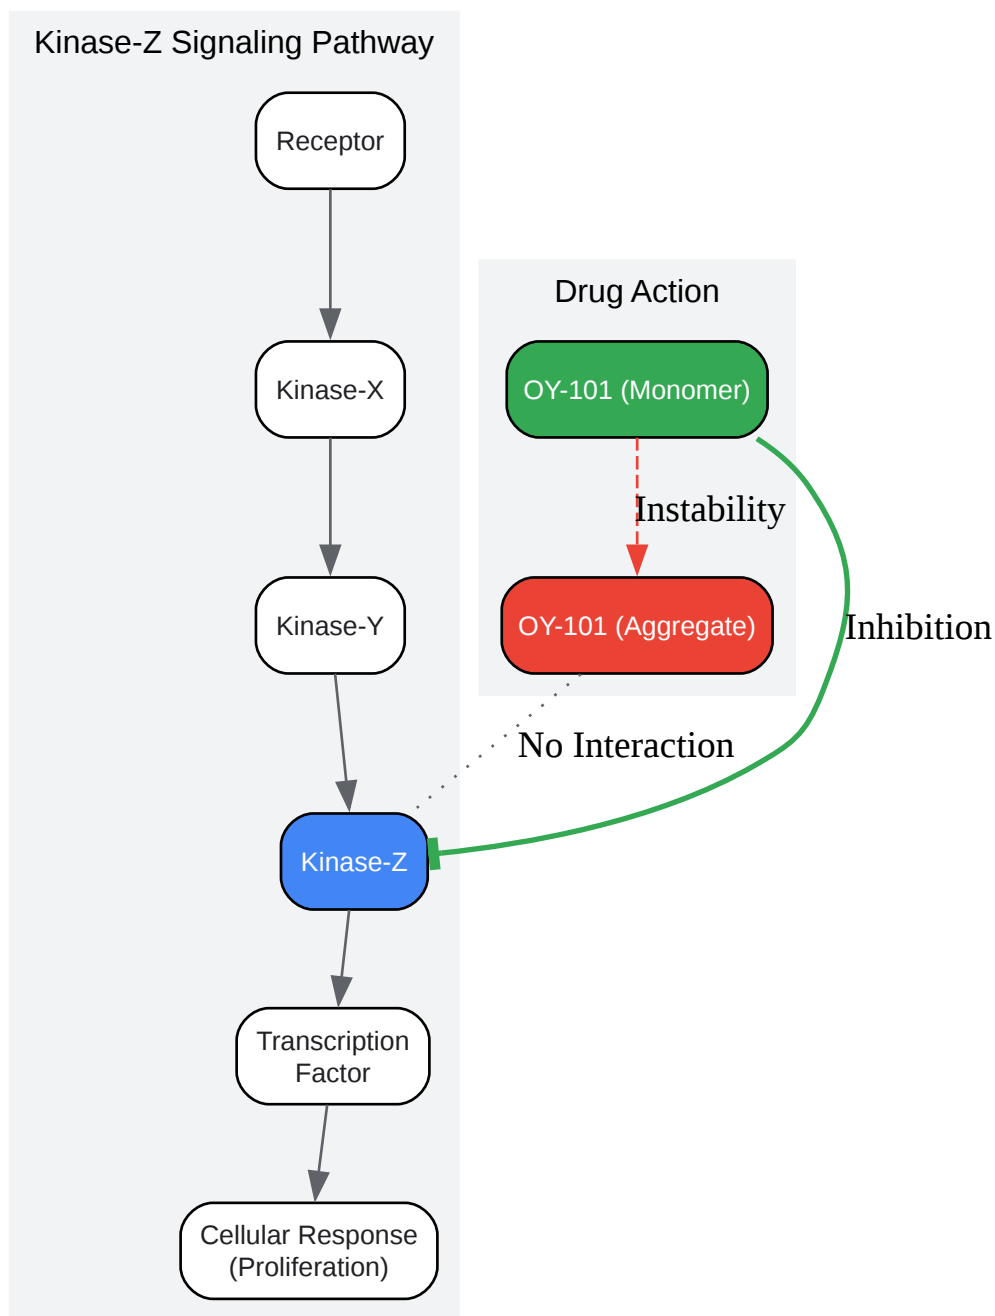 Kinase-Z Signaling Pathway
Receptor
Kinase-X
Kinase-Y
Kinase-Z
Transcription
Factor
Cellular Response
(Proliferation)
Drug Action
OY-101 (Monomer)
Instability
OY-101 (Aggregate)
Inhibition
No Interaction